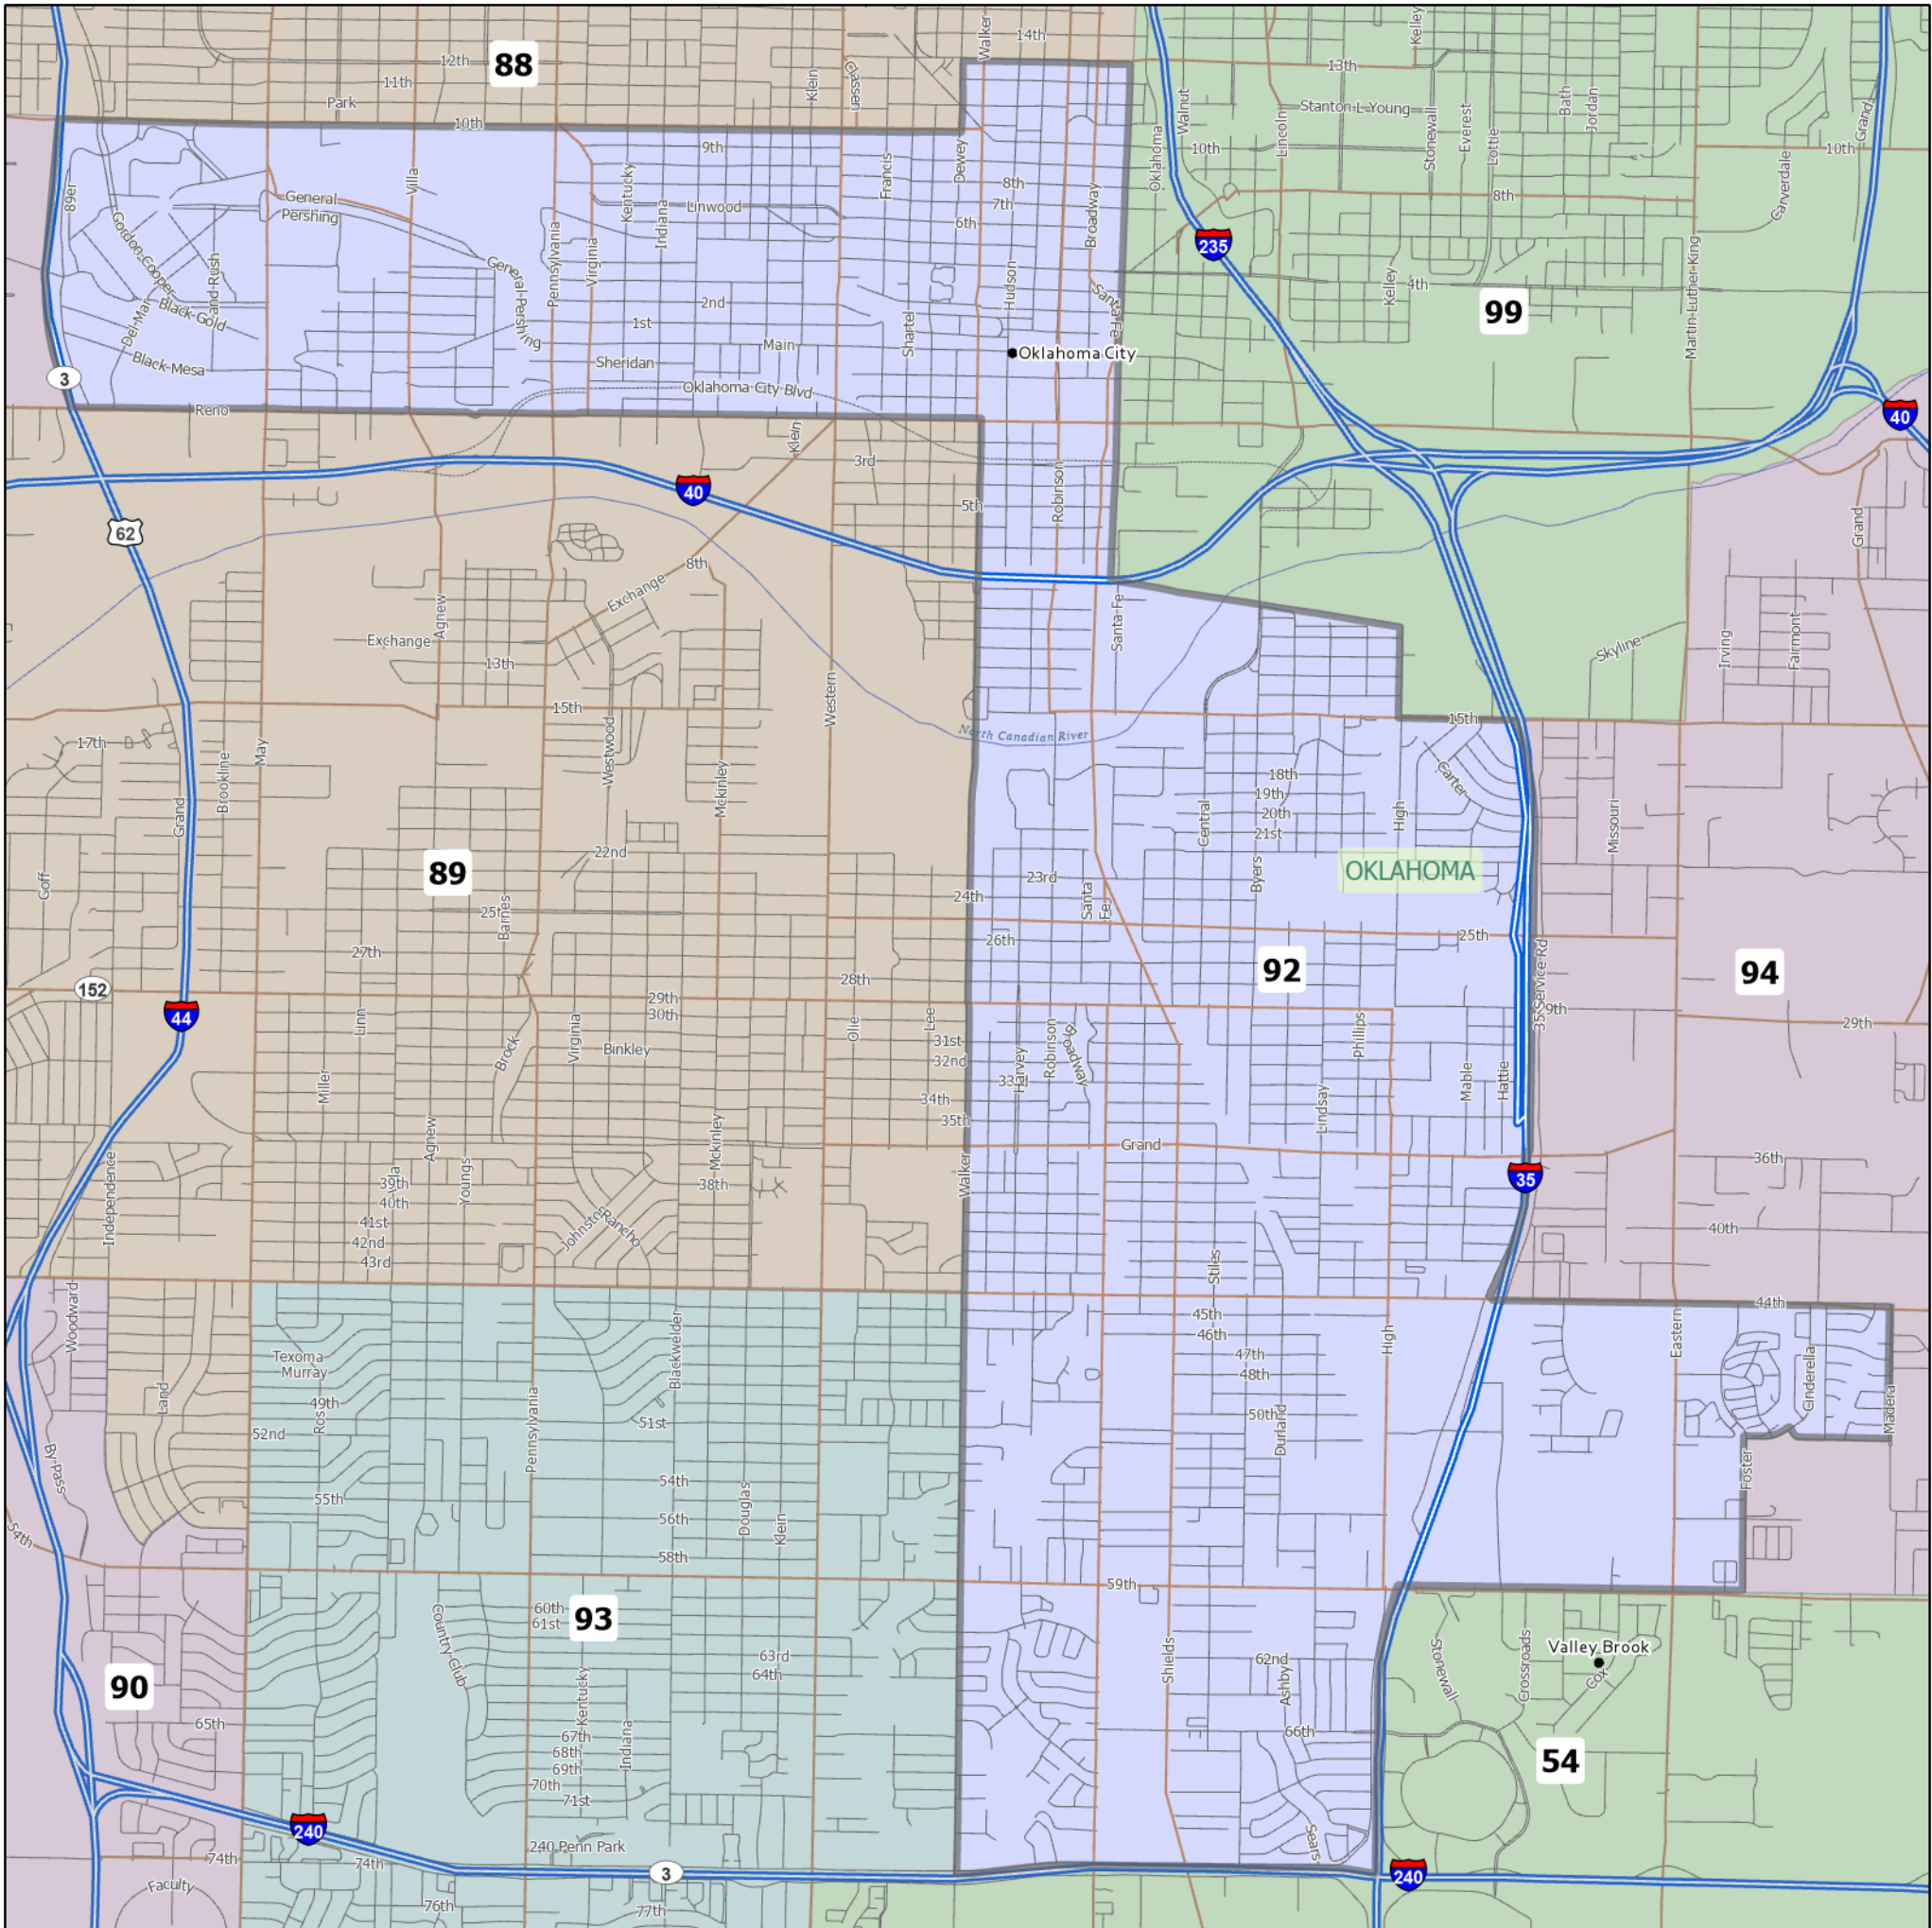 Walker
14th
Kelley
88
12th
11th
Park
Klein
Classen
10th
13th
Stanton L Young
Walnut
Lincoln
Stonewall
Everest
Lottie
Bath
Jordan
Grand
10th
10th
Oklahoma
9th
Dewey
Francis
Carverdale
89er
Villa
General
Pershing
Kentucky
Indiana
Linwood
8th
7th
6th
Broadway
8th
Gordon Cooper
Pennsylvania
Virginia
235
Martin Luther King
General Pershing
Hudson
Santa Fe
Kelley
4th
99
Del Mar
Black Gold
Black Mesa
2nd
1st
Main
Shartel
Sheridan
Oklahoma City
3
Oklahoma City Blvd
Reno
40
Klein
3rd
40
5th
Robinson
Grand
62
8th
Exchange
Agnew
Exchange
13th
Santa Fe
Skyline
Irving
Fairmont
15th
Western
15th
North Canadian River
17th
May
Brookline
Westwood
Mckinley
18th
19th
20th
21st
Carter
High
Central
Missouri
Grand
22nd
89
Goff
23rd
24th
Santa
Fe
Byers
OKLAHOMA
25th
Barnes
27th
26th
25th
92
94
28th
152
29th
30th
44
Linn
Virginia
Binkley
Brock
Olie
Lee
31st
32nd
33rd
Harvey
Robinson
Broadway
Phillips
35 Service Rd
29th
29th
Miller
34th
35th
Lindsay
Mable
Hattie
Agnew
Mckinley
Grand
36th
Independence
Youngs
39th
40th
41st
42nd
43rd
38th
Walker
35
Johnston
Rancho
40th
Stiles
Woodward
44th
45th
46th
47th
48th
High
Eastern
Blackwelder
Texoma
Murray
Land
49th
Ross
Pennsylvania
51st
52nd
50th
Durland
Cinderella
Madera
By-Pass
54th
Foster
55th
54th
56th
Douglas
Klein
58th
59th
60th
61st
93
Country Club
63rd
64th
Shields
62nd
Ashby
Stonewall
Crossroads
Valley Brook
Cox
90
Kentucky
65th
67th
68th
69th
70th
71st
Indiana
66th
54
240
240 Penn Park
Sears
74th
74th
3
240
Faculty
76th
77th